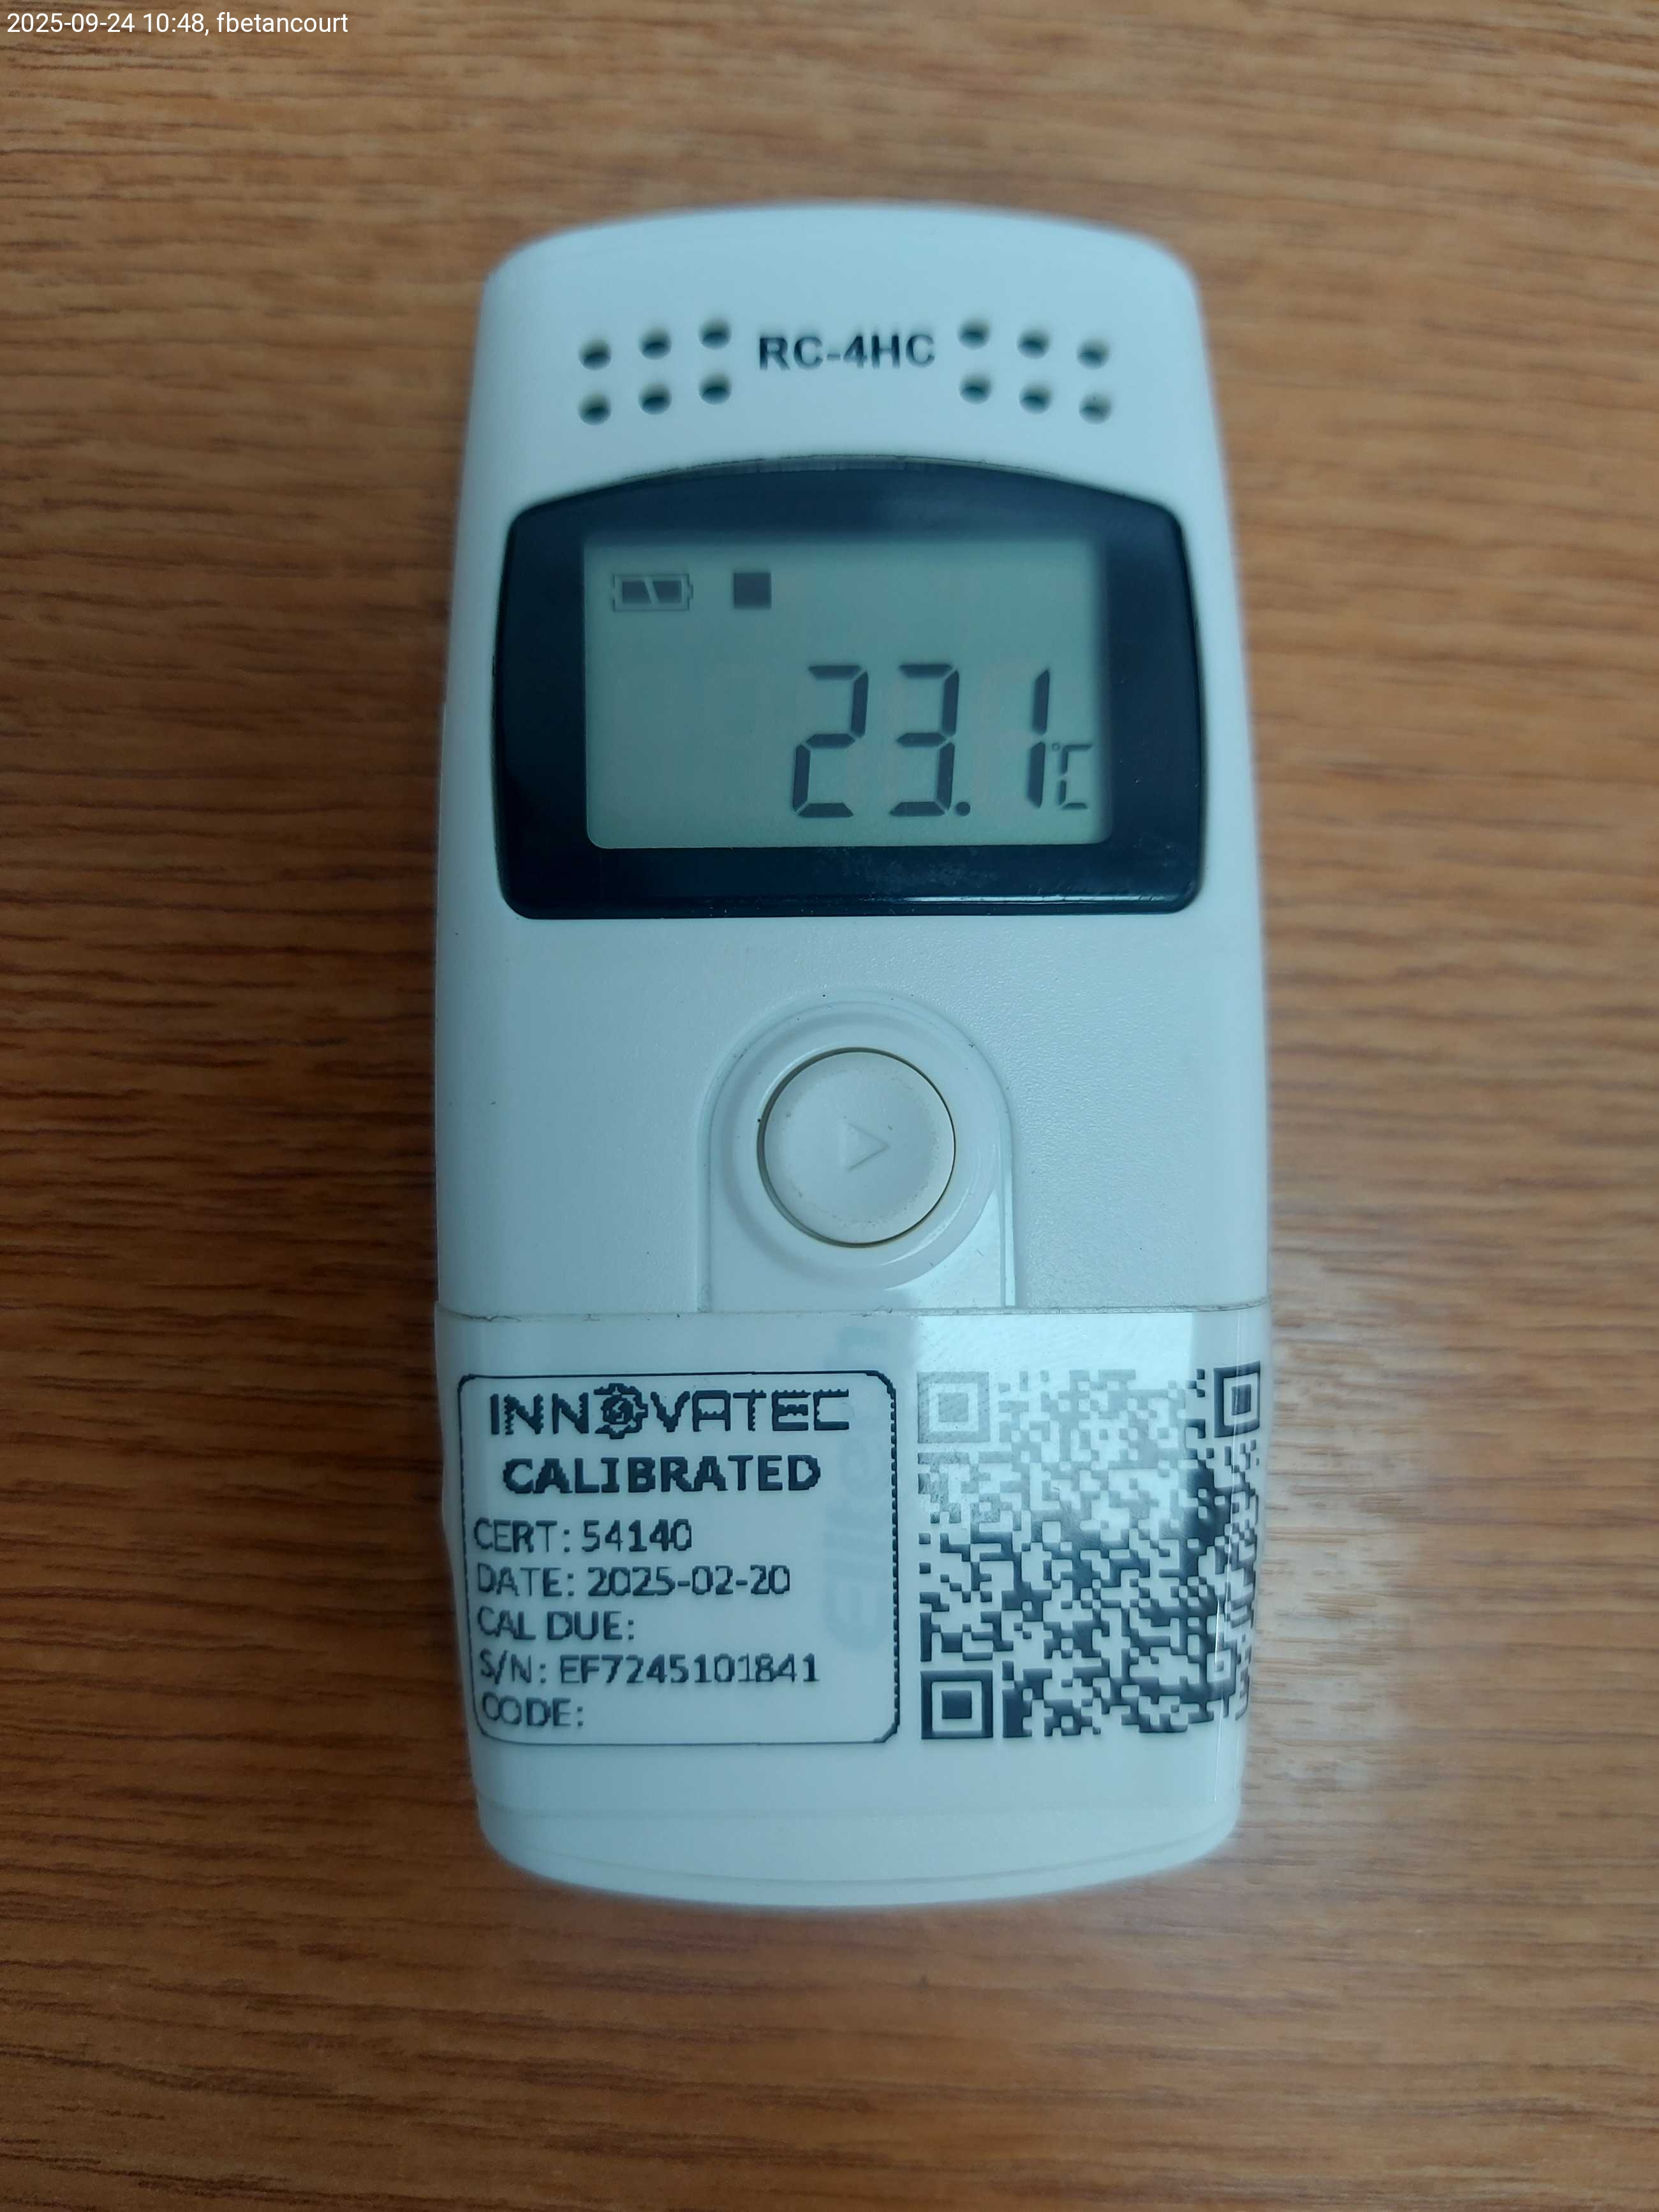 2025-09-24 10:48, fbetancourt
RC-4HC
23.1°C
INNOVATEC
CALIBRATED
CERT: 54140
DATE: 2025-02-20
CAL DUE:
S/N: EF7245101841
CODE:
Elitech